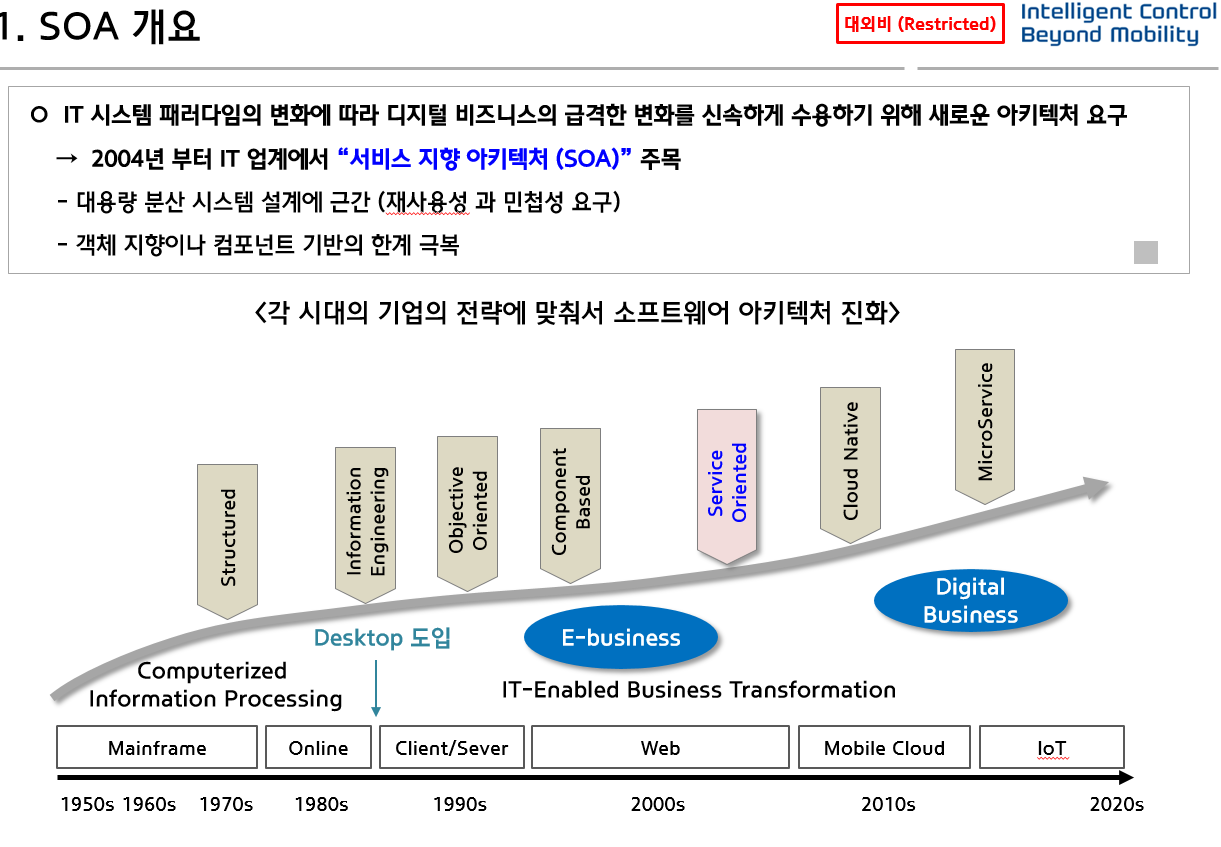 1. SOA 개요
대외비 (Restricted)
Intelligent Control
Beyond Mobility
O IT 시스템 패러다임의 변화에 따라 디지털 비즈니스의 급격한 변화를 신속하게 수용하기 위해 새로운 아키텍처 요구
→ 2004년 부터 IT 업계에서 “서비스 지향 아키텍처 (SOA)” 주목
- 대용량 분산 시스템 설계에 근간 (재사용성 과 민첩성 요구)
- 객체 지향이나 컴포넌트 기반의 한계 극복
<각 시대의 기업의 전략에 맞춰서 소프트웨어 아키텍처 진화>
Structured
Information
Engineering
Objective
Oriented
Component
Based
Service
Oriented
Cloud Native
MicroService
Desktop 도입
E-business
Digital
Business
Computerized
Information Processing
IT-Enabled Business Transformation
Mainframe
Online
Client/Sever
Web
Mobile Cloud
IoT
1950s 1960s 1970s 1980s 1990s 2000s 2010s 2020s